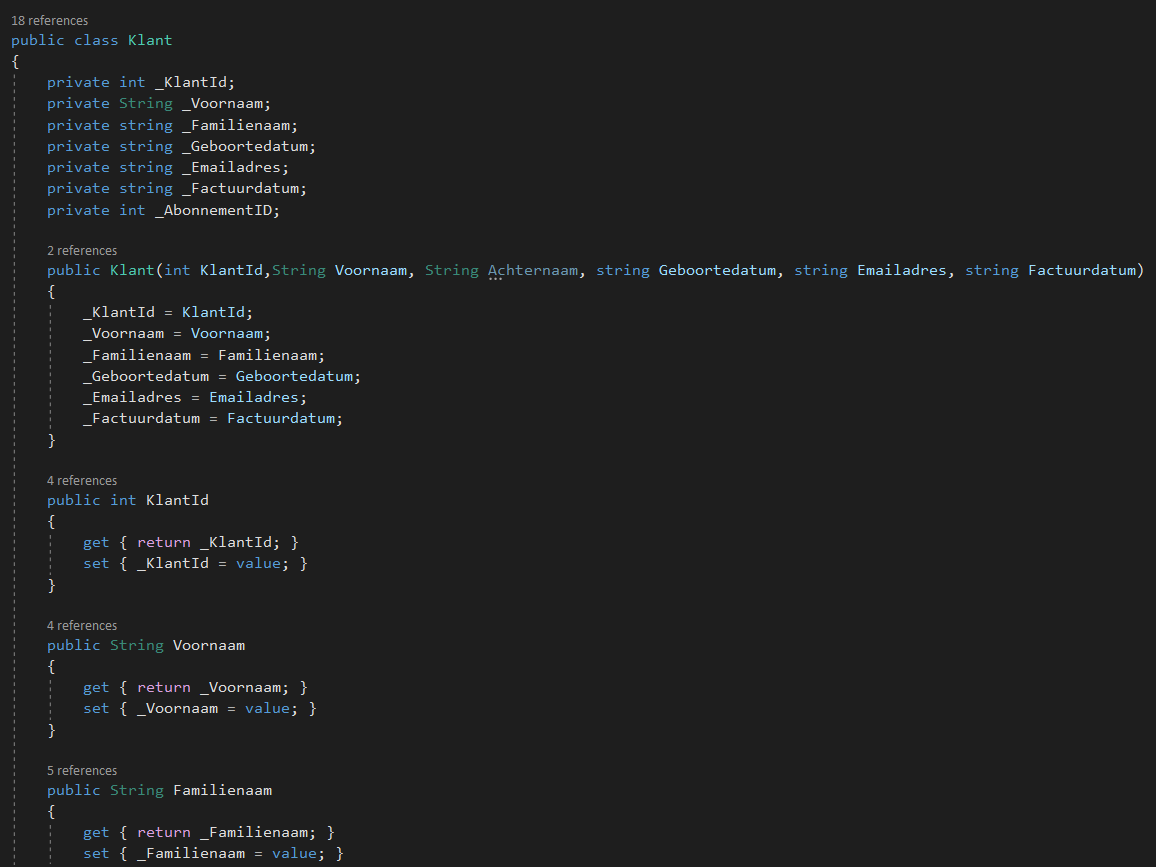 18 references
public class Klant
{
    private int _KlantId;
    private String _Voornaam;
    private string _Familienaam;
    private string _Geboortedatum;
    private string _Emailadres;
    private string _Factuurdatum;
    private int _AbonnementID;

    2 references
    public Klant(int KlantId,String Voornaam, String Achternaam, string Geboortedatum, string Emailadres, string Factuurdatum)
    {
        _KlantId = KlantId;
        _Voornaam = Voornaam;
        _Familienaam = Familienaam;
        _Geboortedatum = Geboortedatum;
        _Emailadres = Emailadres;
        _Factuurdatum = Factuurdatum;
    }

    4 references
    public int KlantId
    {
        get { return _KlantId; }
        set { _KlantId = value; }
    }

    4 references
    public String Voornaam
    {
        get { return _Voornaam; }
        set { _Voornaam = value; }
    }

    5 references
    public String Familienaam
    {
        get { return _Familienaam; }
        set { _Familienaam = value; }